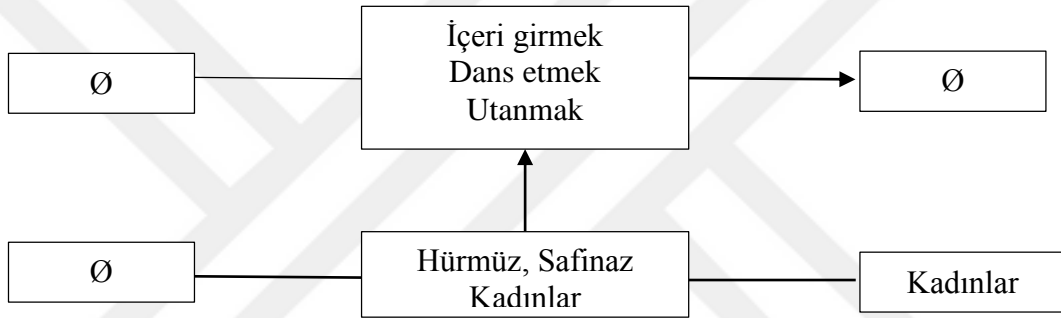 Ø
İçeri girmek
Dans etmek
Utanmak
Ø
Ø
Hürmüz, Safinaz
Kadınlar
Kadınlar